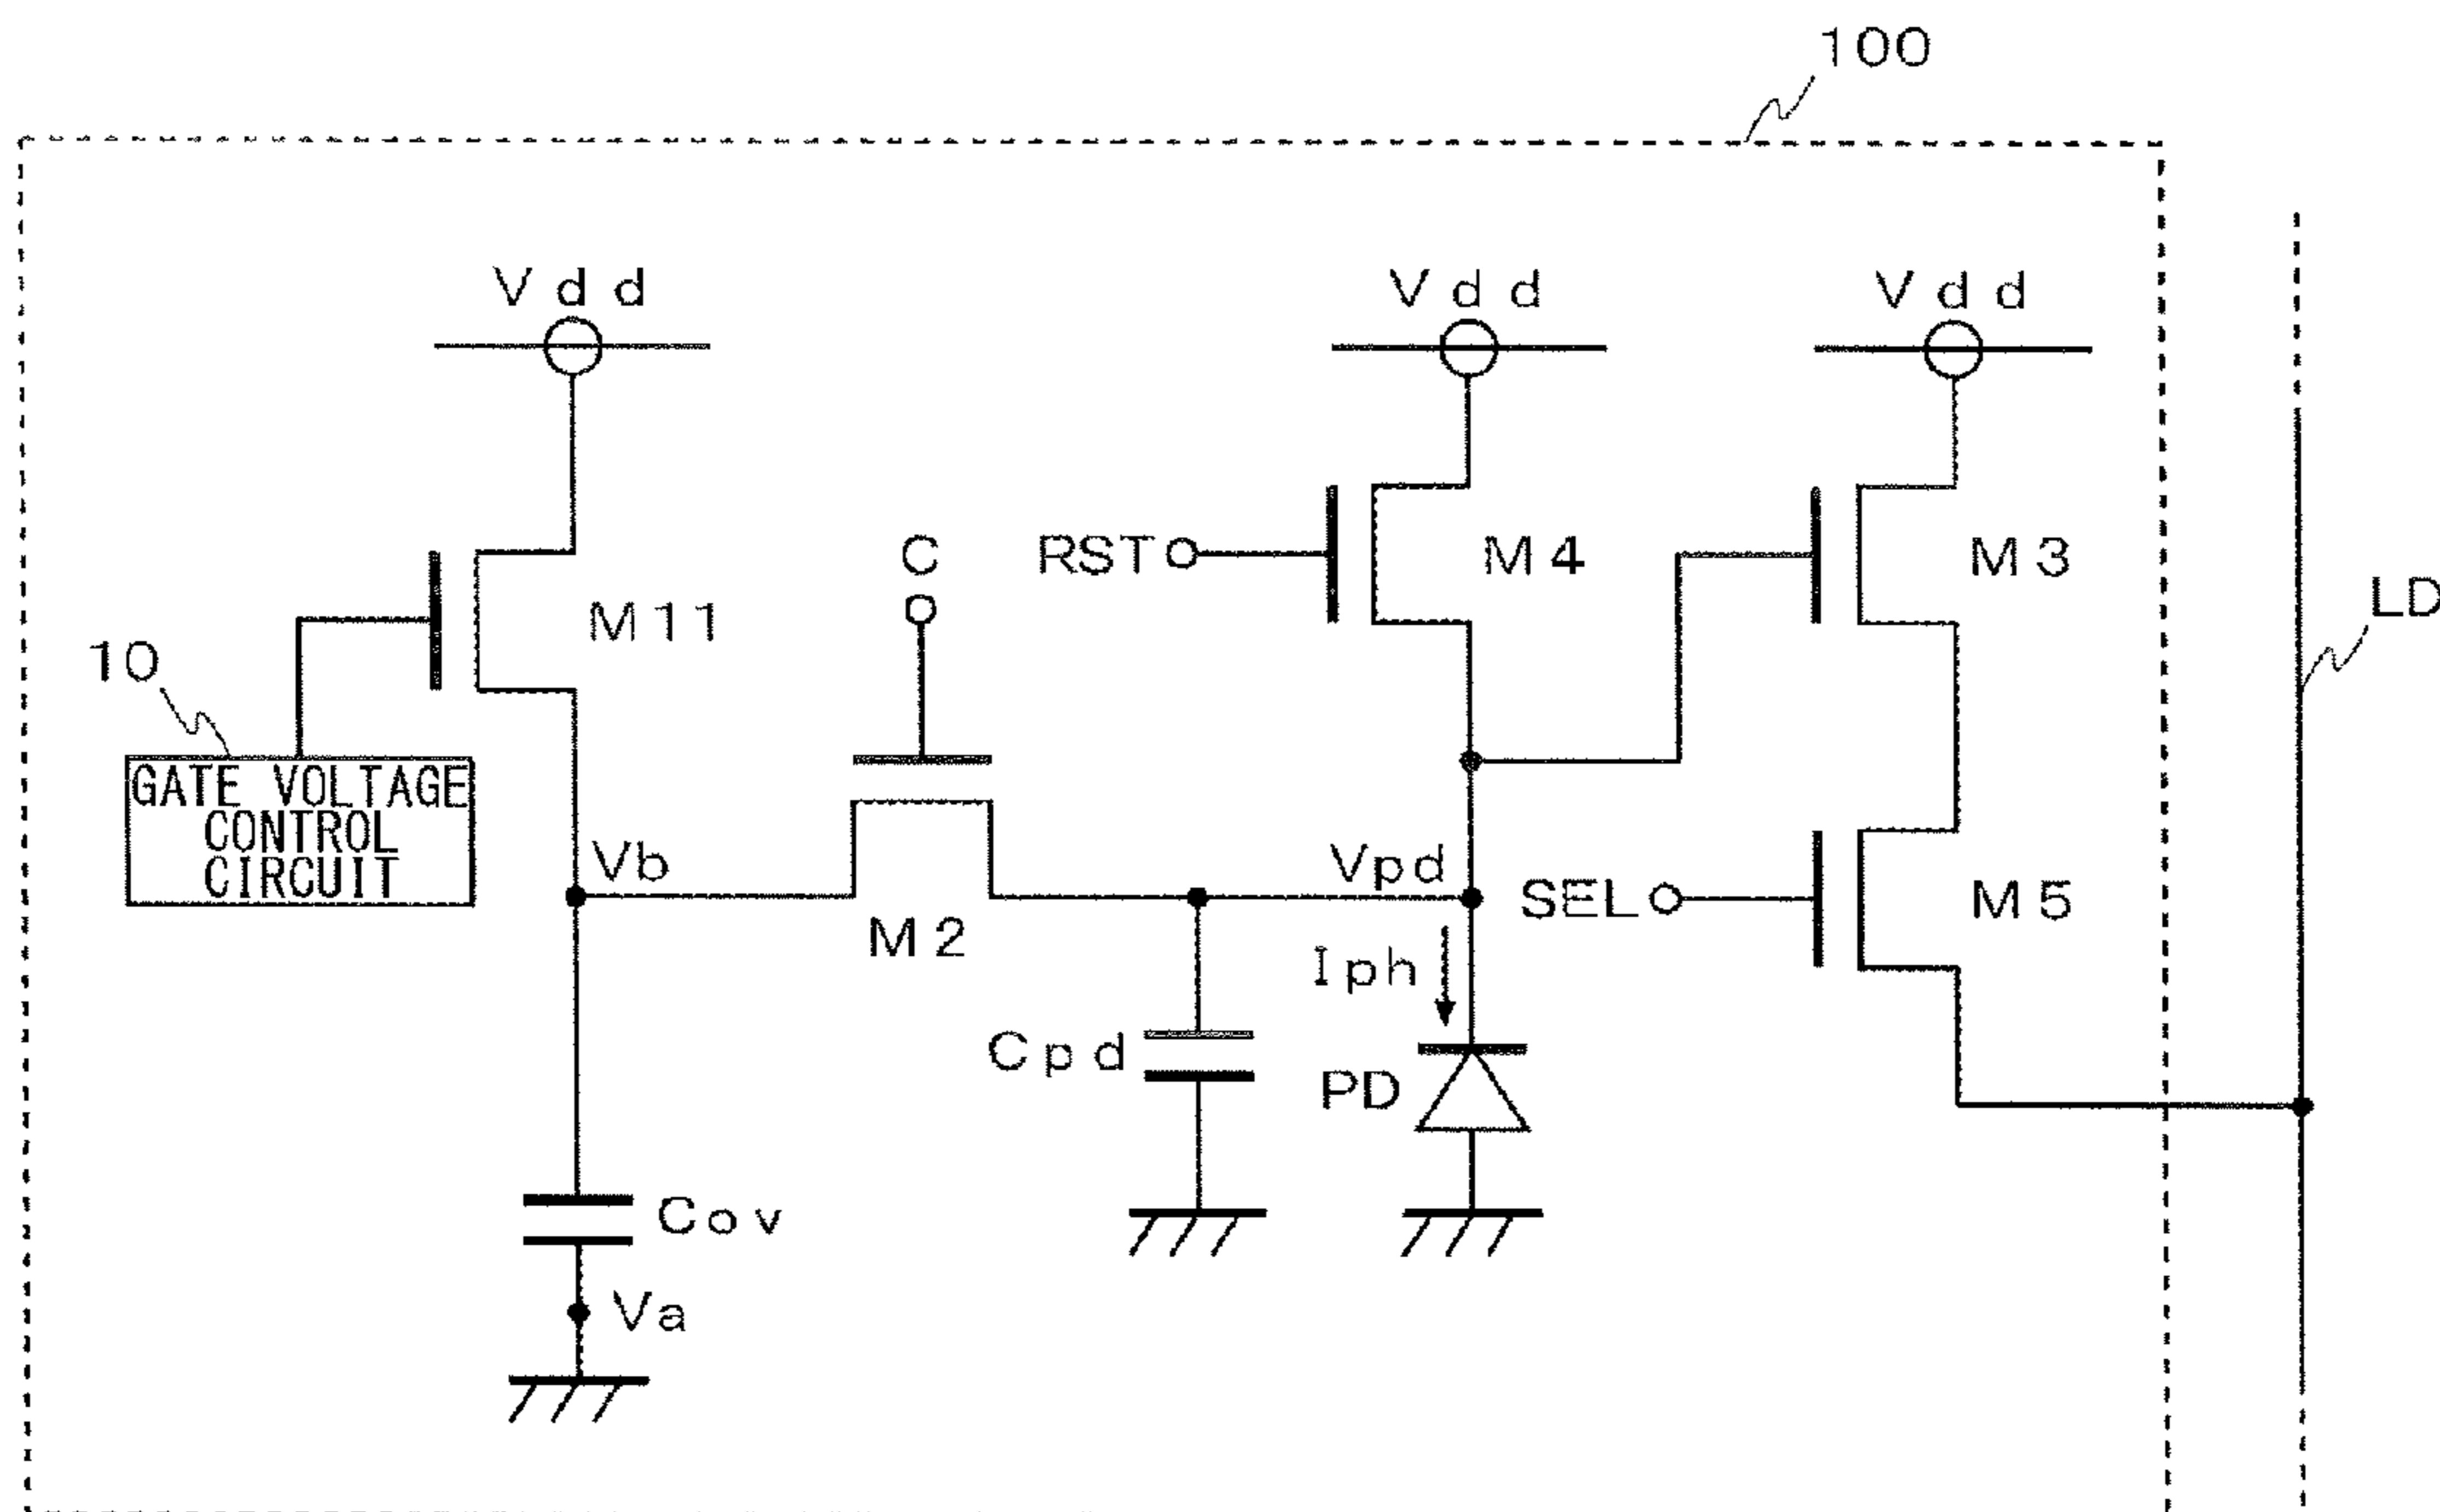 100
Vdd
Vdd
Vdd
C
RST
M4
M3
LD
M11
10
GATE VOLTAGE
CONTROL
CIRCUIT
Vb
Vpd
SEL
M5
M2
Iph
Cpd
PD
Cov
Va